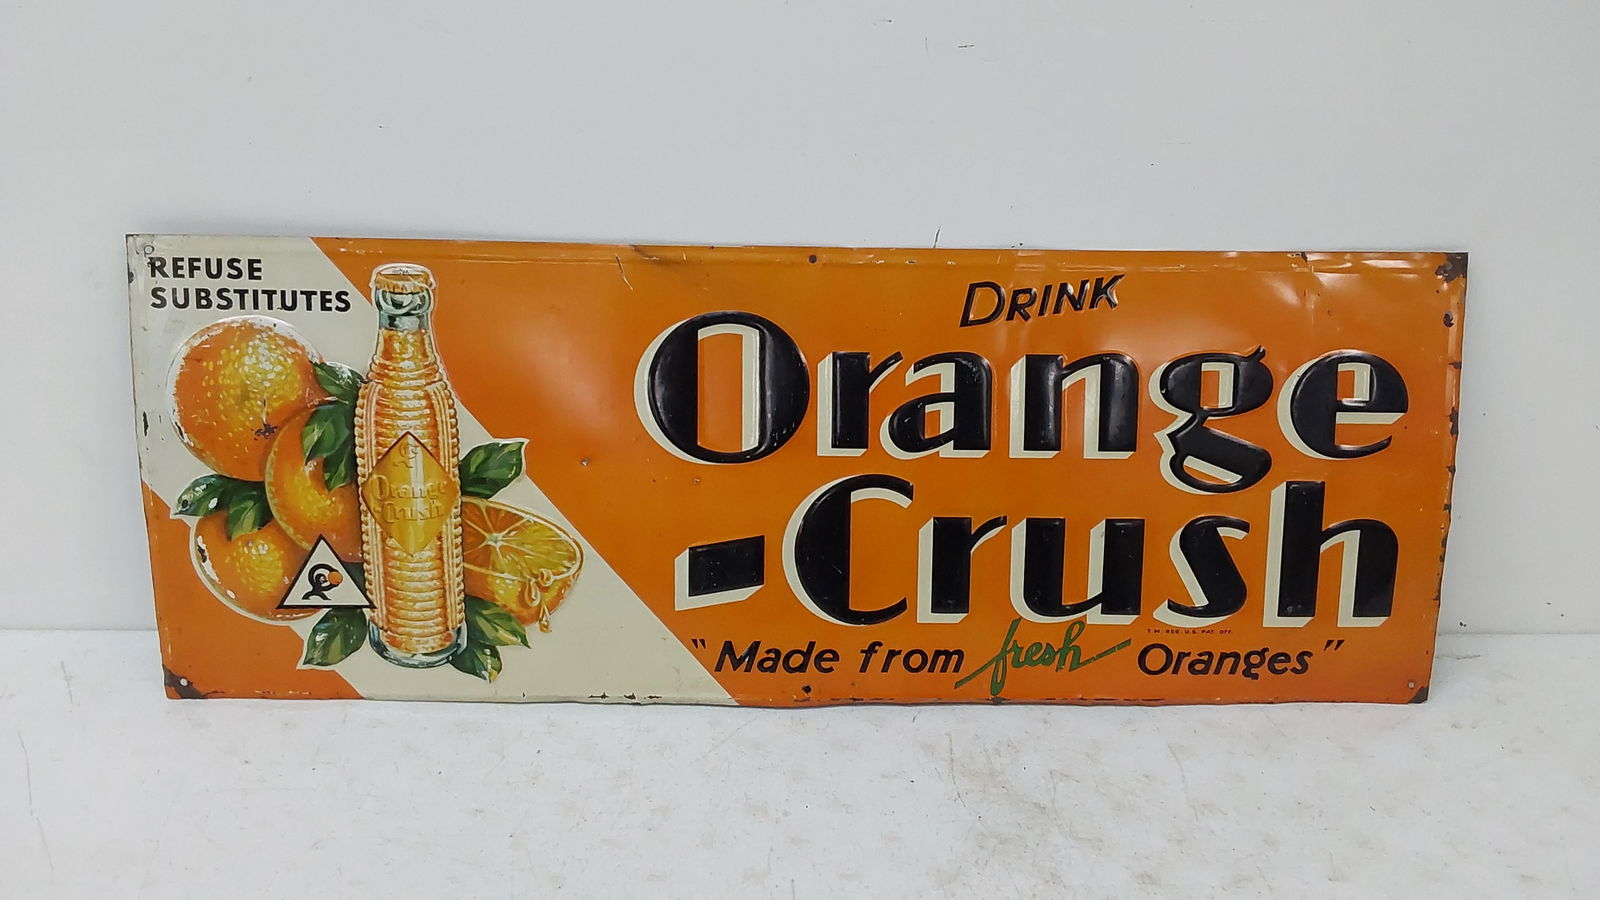 REFUSE
SUBSTITUTES
Orange
Crush
DRINK
Orange
-Crush
T.M. REG. U.S. PAT. OFF.
"Made from fresh Oranges"